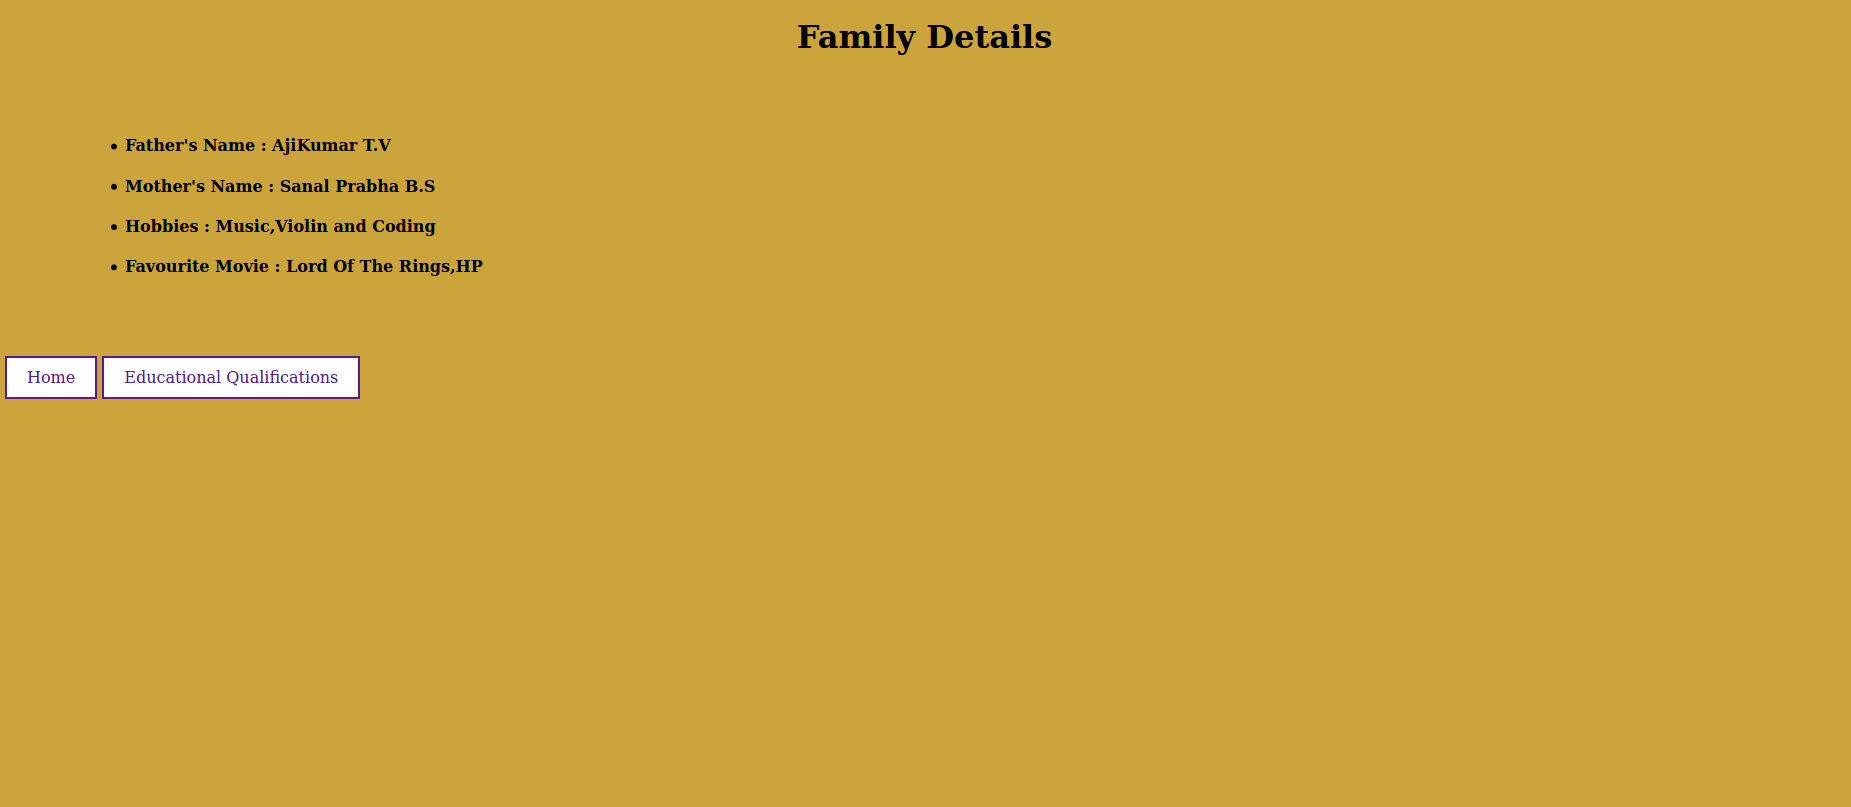 Family Details
Father's Name : AjiKumar T.V
Mother's Name : Sanal Prabha B.S
Hobbies : Music,Violin and Coding
Favourite Movie : Lord Of The Rings,HP
Home
Educational Qualifications